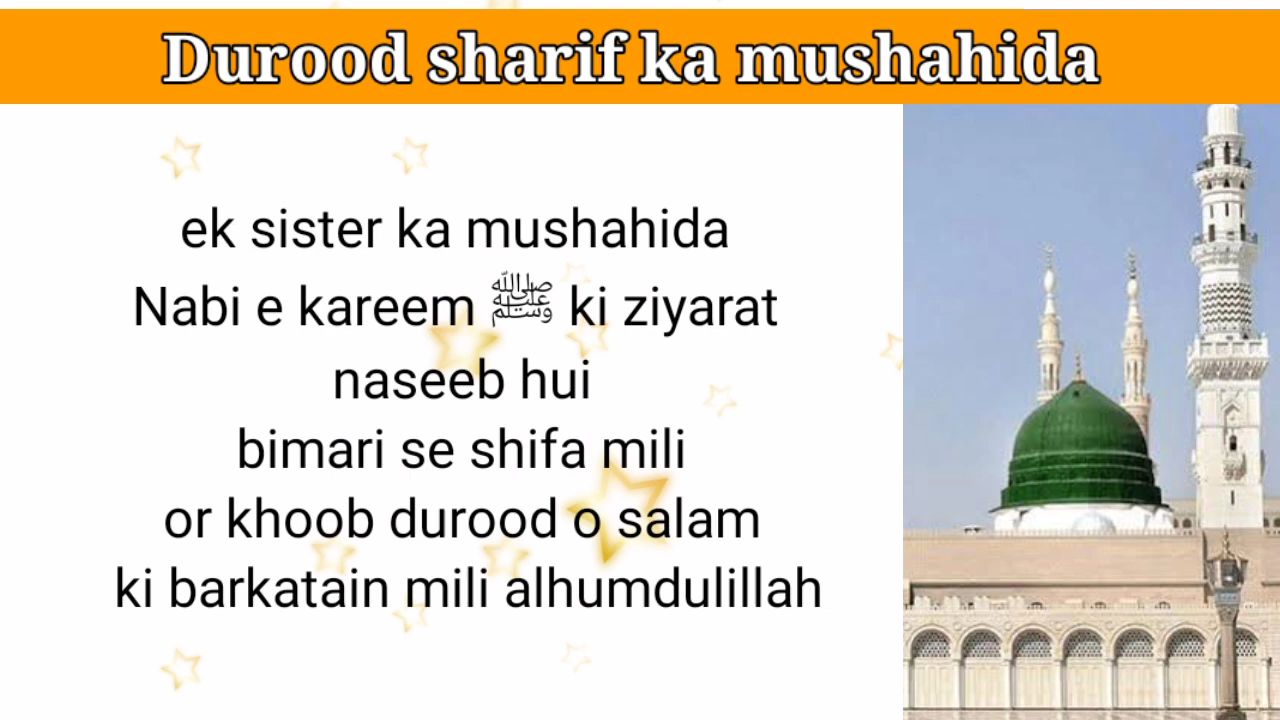 Durood sharif ka mushahida
ek sister ka mushahida
Nabi e kareem ﷺ ki ziyarat
naseeb hui
bimari se shifa mili
or khoob durood o salam
ki barkatain mili alhumdulillah